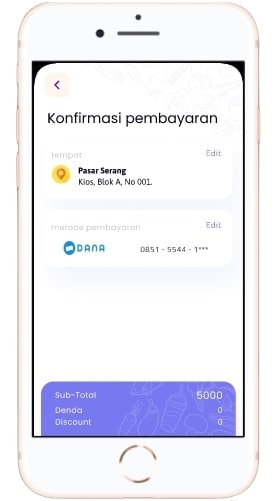 Konfirmasi pembayaran
tempat
Edit
Pasar Serang
Kios, Blok A, No 001.
Edit
metode pembayaran
DANA
0851 - 5544 - 1***
Sub-Total 5000
Denda 0
Discount 0